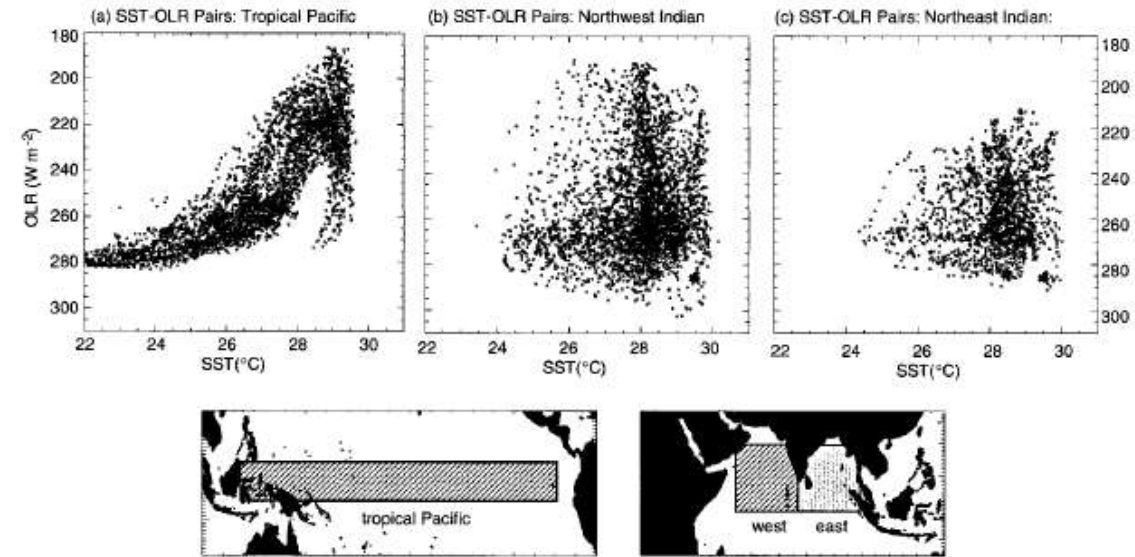 (a) SST-OLR Pairs: Tropical Pacific
(b) SST-OLR Pairs: Northwest Indian
(c) SST-OLR Pairs: Northeast Indian:
180
200
220
240
260
280
300
OLR (W m-2)
22 24 26 28 30
SST(°C)
22 24 26 28 30
SST(°C)
22 24 26 28 30
SST(°C)
180
200
220
240
250
280
300
tropical Pacific
west east